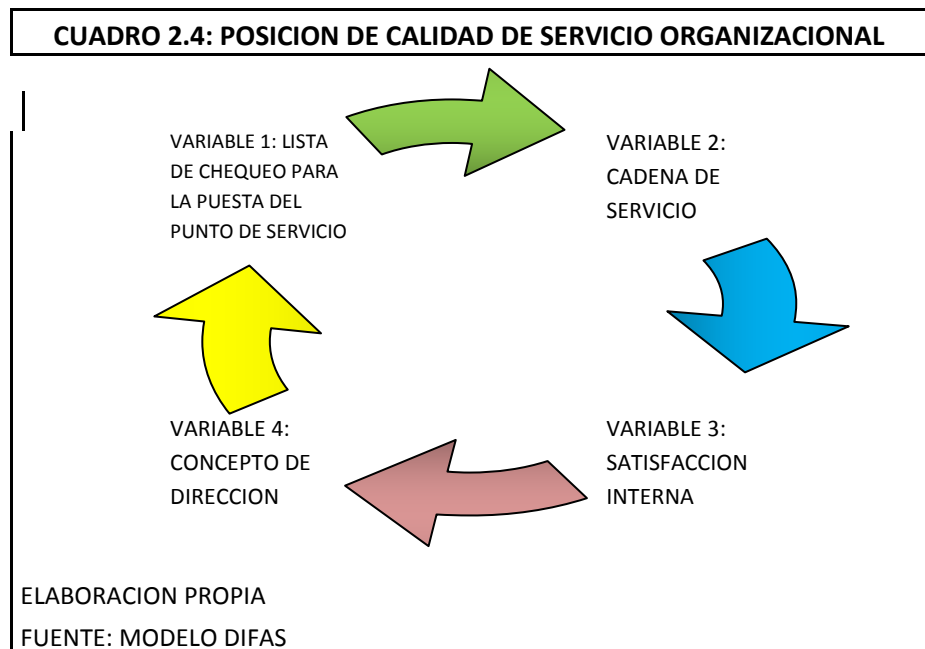 CUADRO 2.4: POSICION DE CALIDAD DE SERVICIO ORGANIZACIONAL
VARIABLE 1: LISTA
DE CHEQUEO PARA
LA PUESTA DEL
PUNTO DE SERVICIO
VARIABLE 2:
CADENA DE
SERVICIO
VARIABLE 4:
CONCEPTO DE
DIRECCION
VARIABLE 3:
SATISFACCION
INTERNA
ELABORACION PROPIA
FUENTE: MODELO DIFAS